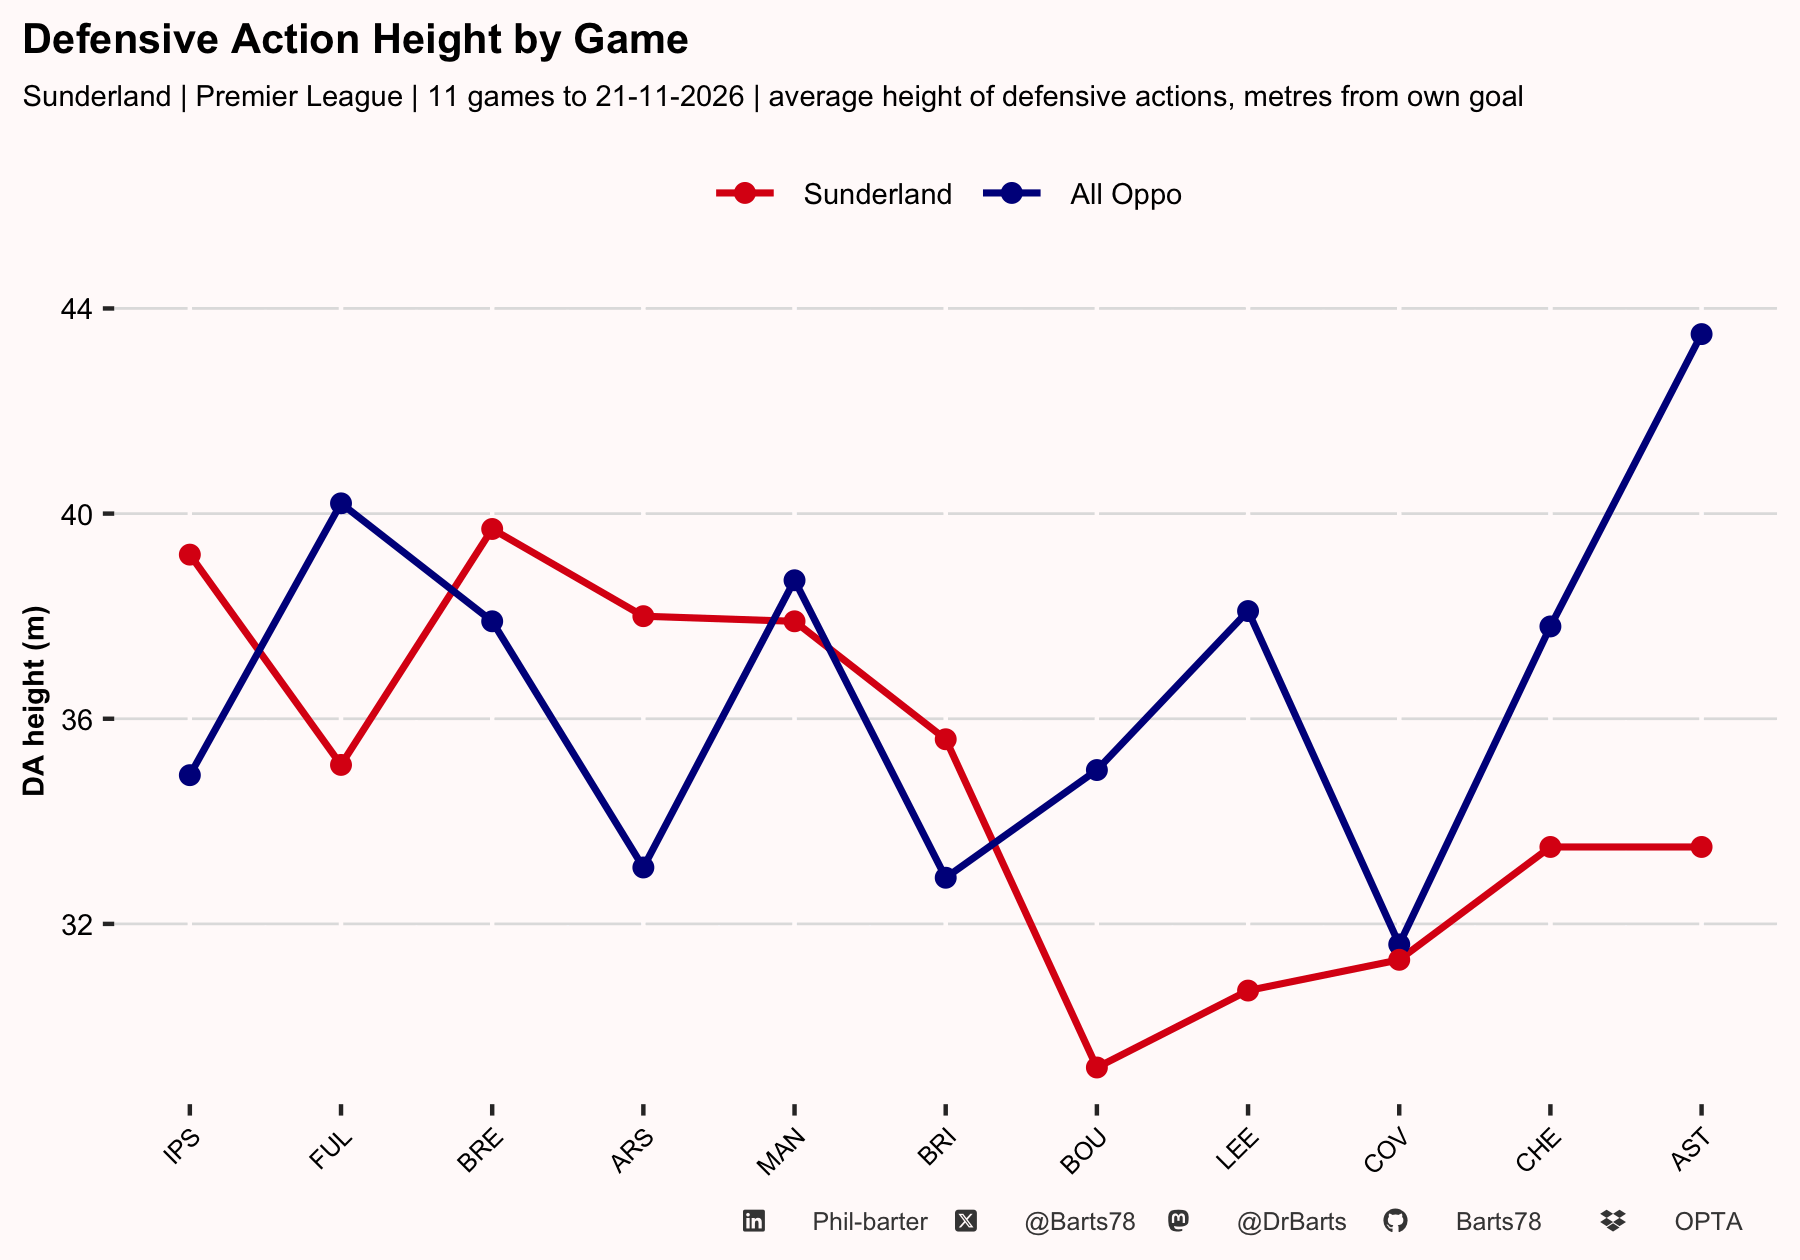 Defensive Action Height by Game
Sunderland | Premier League | 11 games to 21-11-2026 | average height of defensive actions, metres from own goal
Sunderland All Oppo
44
40
36
32
DA height (m)
IPS FUL BRE ARS MAN BRI BOU LEE COV CHE AST
Phil-barter @Barts78 @DrBarts Barts78 OPTA